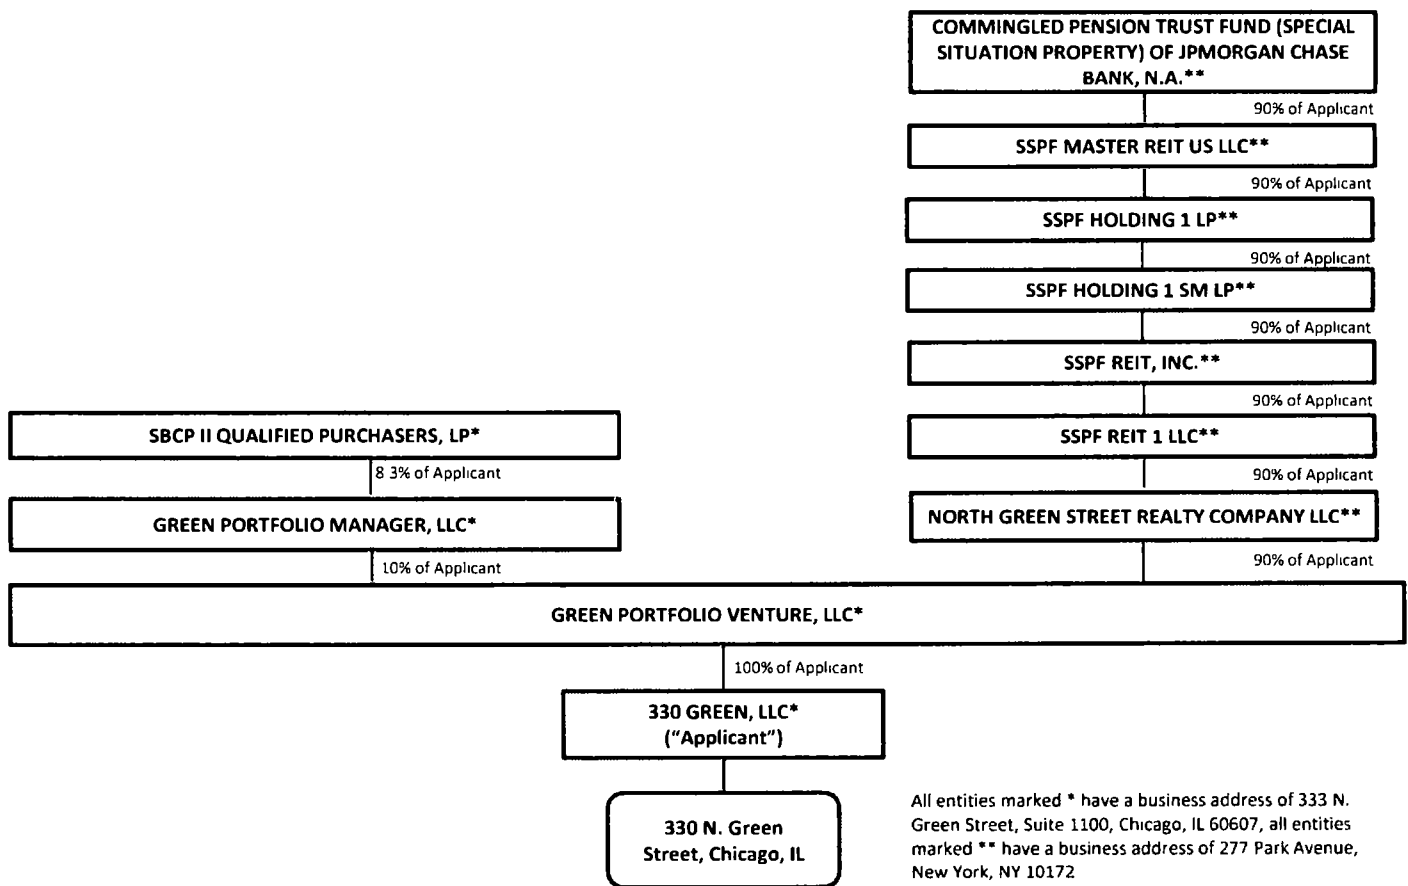 COMMINGLED PENSION TRUST FUND (SPECIAL
SITUATION PROPERTY) OF JPMORGAN CHASE
BANK, N.A.**
90% of Applicant
SSPF MASTER REIT US LLC**
90% of Applicant
SSPF HOLDING 1 LP**
90% of Applicant
SSPF HOLDING 1 SM LP**
90% of Applicant
SSPF REIT, INC.**
90% of Applicant
SSPF REIT 1 LLC**
90% of Applicant
NORTH GREEN STREET REALTY COMPANY LLC**
90% of Applicant
SBCP II QUALIFIED PURCHASERS, LP*
8 3% of Applicant
GREEN PORTFOLIO MANAGER, LLC*
10% of Applicant
GREEN PORTFOLIO VENTURE, LLC*
100% of Applicant
330 GREEN, LLC*
("Applicant")
330 N. Green
Street, Chicago, IL
All entities marked * have a business address of 333 N.
Green Street, Suite 1100, Chicago, IL 60607, all entities
marked ** have a business address of 277 Park Avenue,
New York, NY 10172